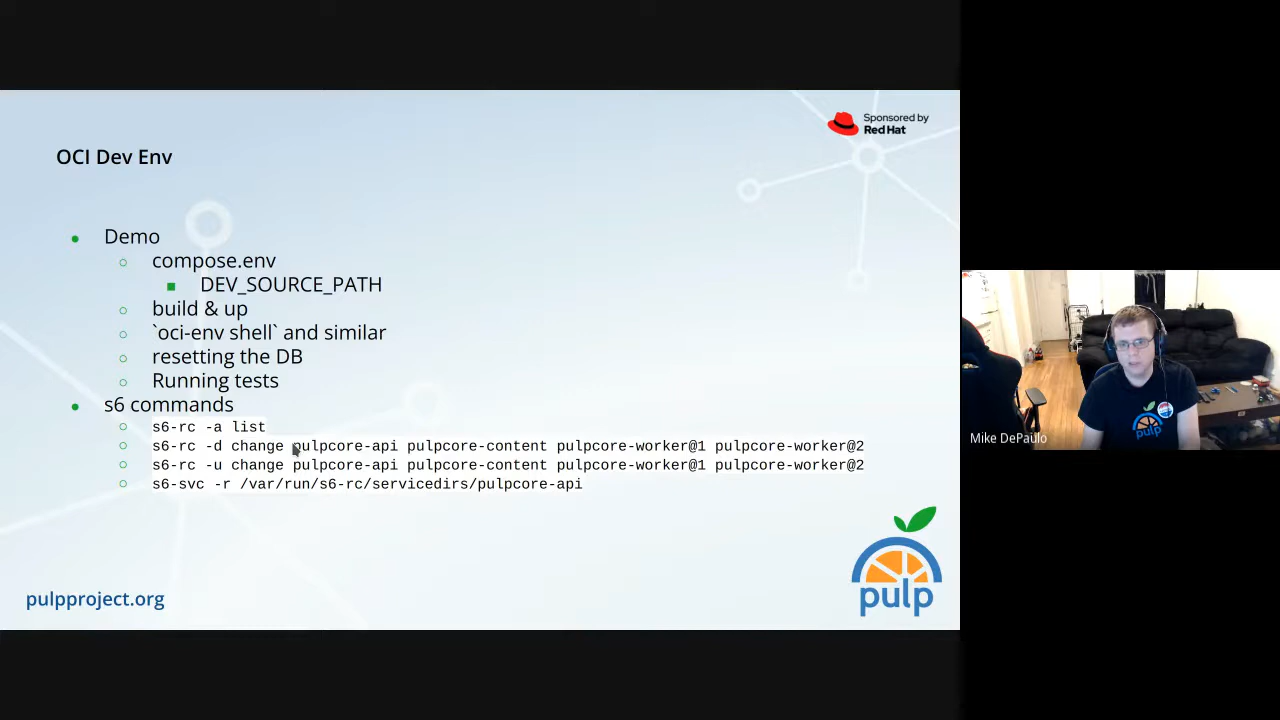 Sponsored by
Red Hat
OCI Dev Env
Demo
compose.env
DEV_SOURCE_PATH
build & up
`oci-env shell` and similar
resetting the DB
Running tests
s6 commands
s6-rc -a list
s6-rc -d change pulpcore-api pulpcore-content pulpcore-worker@1 pulpcore-worker@2
s6-rc -u change pulpcore-api pulpcore-content pulpcore-worker@1 pulpcore-worker@2
s6-svc -r /var/run/s6-rc/servicedirs/pulpcore-api
pulpproject.org
pulp
Mike DePaulo